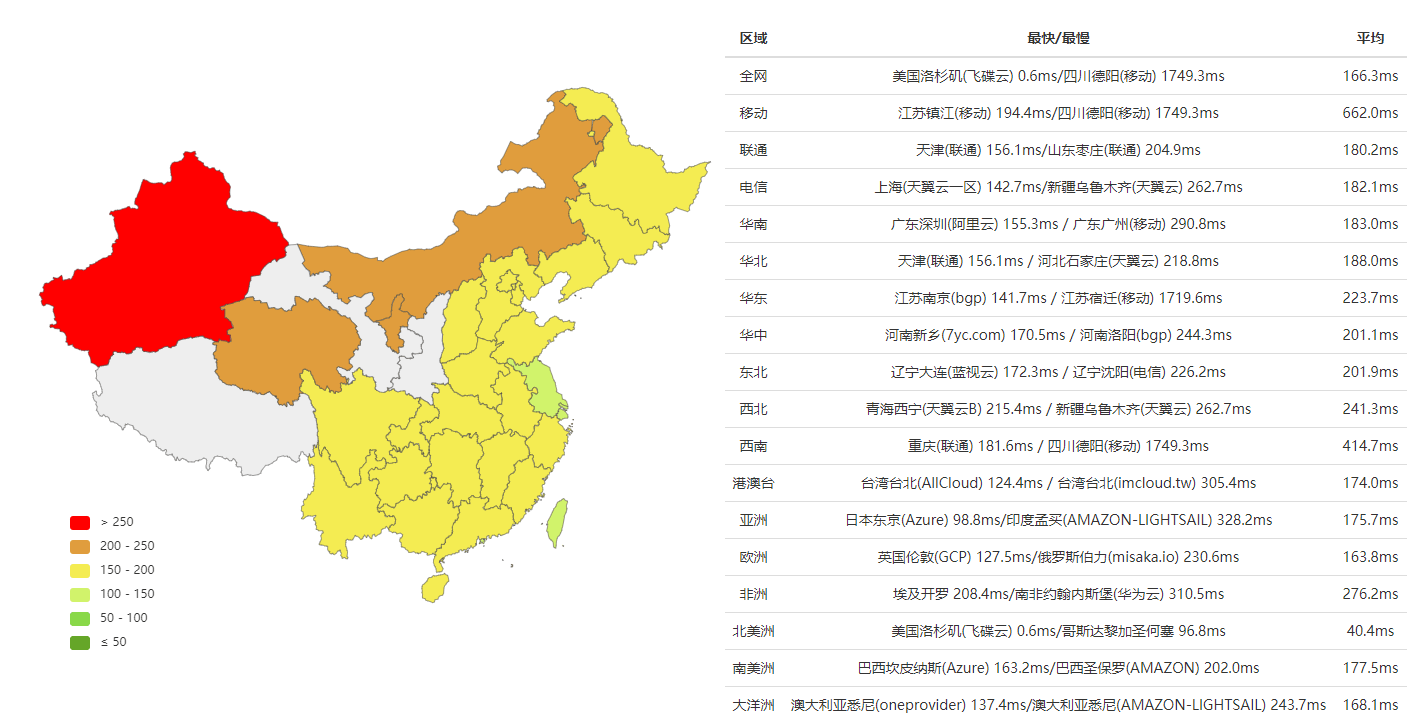 区域 最快/最慢 平均
全网 美国洛杉矶(飞碟云) 0.6ms/四川德阳(移动) 1749.3ms 166.3ms
移动 江苏镇江(移动) 194.4ms/四川德阳(移动) 1749.3ms 662.0ms
联通 天津(联通) 156.1ms/山东枣庄(联通) 204.9ms 180.2ms
电信 上海(天翼云一区) 142.7ms/新疆乌鲁木齐(天翼云) 262.7ms 182.1ms
华南 广东深圳(阿里云) 155.3ms / 广东广州(移动) 290.8ms 183.0ms
华北 天津(联通) 156.1ms / 河北石家庄(天翼云) 218.8ms 188.0ms
华东 江苏南京(bgp) 141.7ms / 江苏宿迁(移动) 1719.6ms 223.7ms
华中 河南新乡(7yc.com) 170.5ms / 河南洛阳(bgp) 244.3ms 201.1ms
东北 辽宁大连(蓝视云) 172.3ms / 辽宁沈阳(电信) 226.2ms 201.9ms
西北 青海西宁(天翼云B) 215.4ms / 新疆乌鲁木齐(天翼云) 262.7ms 241.3ms
西南 重庆(联通) 181.6ms / 四川德阳(移动) 1749.3ms 414.7ms
港澳台 台湾台北(AllCloud) 124.4ms / 台湾台北(imcloud.tw) 305.4ms 174.0ms
亚洲 日本东京(Azure) 98.8ms/印度孟买(AMAZON-LIGHTSAIL) 328.2ms 175.7ms
欧洲 英国伦敦(GCP) 127.5ms/俄罗斯伯力(misaka.io) 230.6ms 163.8ms
非洲 埃及开罗 208.4ms/南非约翰内斯堡(华为云) 310.5ms 276.2ms
北美洲 美国洛杉矶(飞碟云) 0.6ms/哥斯达黎加圣何塞 96.8ms 40.4ms
南美洲 巴西坎皮纳斯(Azure) 163.2ms/巴西圣保罗(AMAZON) 202.0ms 177.5ms
大洋洲 澳大利亚悉尼(oneprovider) 137.4ms/澳大利亚悉尼(AMAZON-LIGHTSAIL) 243.7ms 168.1ms
> 250
200 - 250
150 - 200
100 - 150
50 - 100
≤ 50